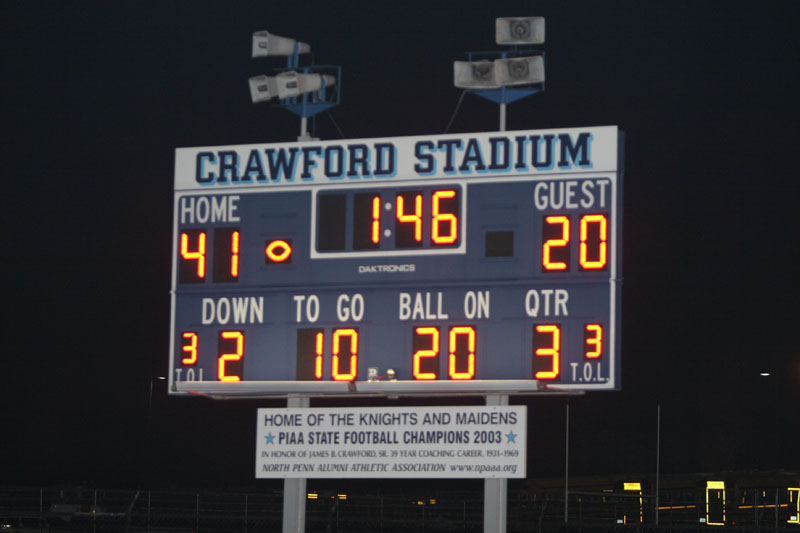 CRAWFORD STADIUM
HOME 1:46 GUEST
41 20
DAKTRONICS
DOWN TO GO BALL ON QTR
3 2 10 20 3 3
T.O.L. T.O.L.
HOME OF THE KNIGHTS AND MAIDENS
PIAA STATE FOOTBALL CHAMPIONS 2003
IN HONOR OF JAMES B. CRAWFORD, SR. 39 YEAR COACHING CAREER, 1931-1969
NORTH PENN ALUMNI ATHLETIC ASSOCIATION www.npaaa.org